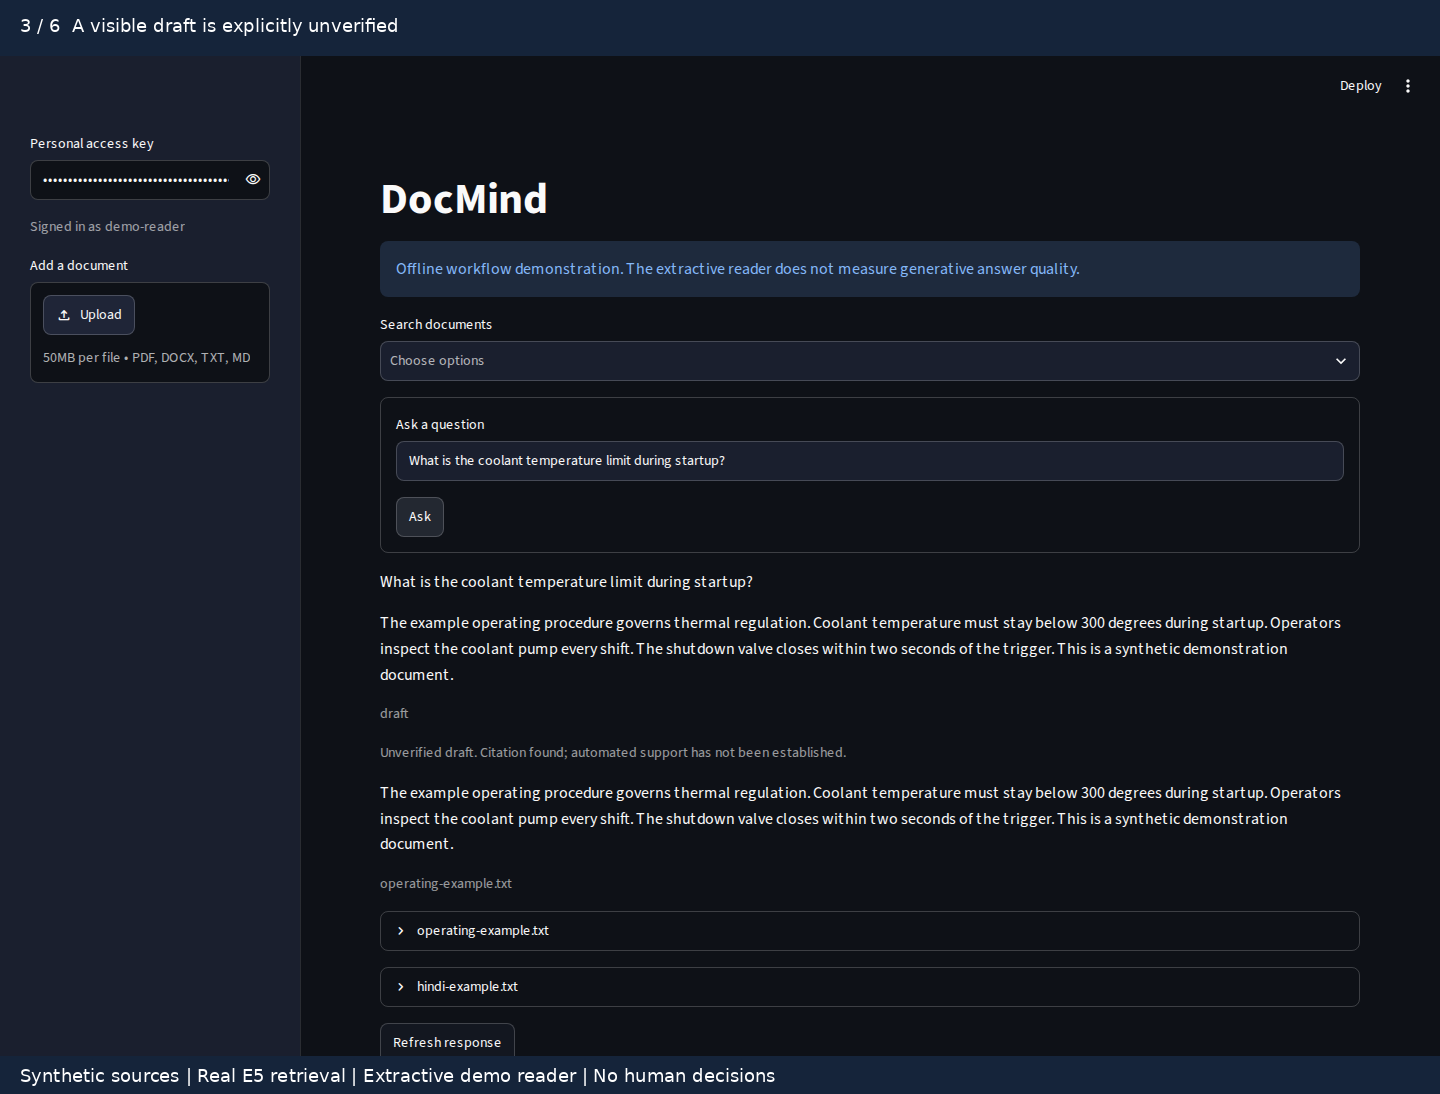 3 / 6  A visible draft is explicitly unverified
Deploy
Personal access key
••••••••••••••••••••••••••••••••••••••
Signed in as demo-reader
Add a document
Upload
50MB per file • PDF, DOCX, TXT, MD
DocMind
Offline workflow demonstration. The extractive reader does not measure generative answer quality.
Search documents
Choose options
Ask a question
What is the coolant temperature limit during startup?
Ask
What is the coolant temperature limit during startup?
The example operating procedure governs thermal regulation. Coolant temperature must stay below 300 degrees during startup. Operators
inspect the coolant pump every shift. The shutdown valve closes within two seconds of the trigger. This is a synthetic demonstration
document.
draft
Unverified draft. Citation found; automated support has not been established.
The example operating procedure governs thermal regulation. Coolant temperature must stay below 300 degrees during startup. Operators
inspect the coolant pump every shift. The shutdown valve closes within two seconds of the trigger. This is a synthetic demonstration
document.
operating-example.txt
operating-example.txt
hindi-example.txt
Refresh response
Synthetic sources | Real E5 retrieval | Extractive demo reader | No human decisions